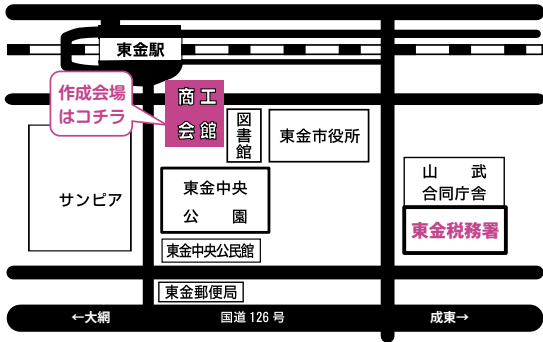 東金駅
作成会場
はコチラ
商工
会館
図書館
東金市役所
サンピア
東金中央
公園
山武
合同庁舎
東金税務署
東金中央公民館
東金郵便局
←大網
国道126号
成東→